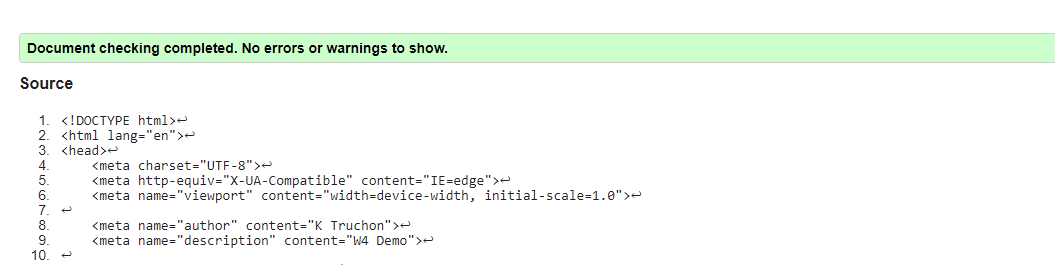 Document checking completed. No errors or warnings to show.
Source
1. <!DOCTYPE html>↩
2. <html lang="en">↩
3. <head>↩
4.     <meta charset="UTF-8">↩
5.     <meta http-equiv="X-UA-Compatible" content="IE=edge">↩
6.     <meta name="viewport" content="width=device-width, initial-scale=1.0">↩
7. ↩
8.     <meta name="author" content="K Truchon">↩
9.     <meta name="description" content="W4 Demo">↩
10. ↩